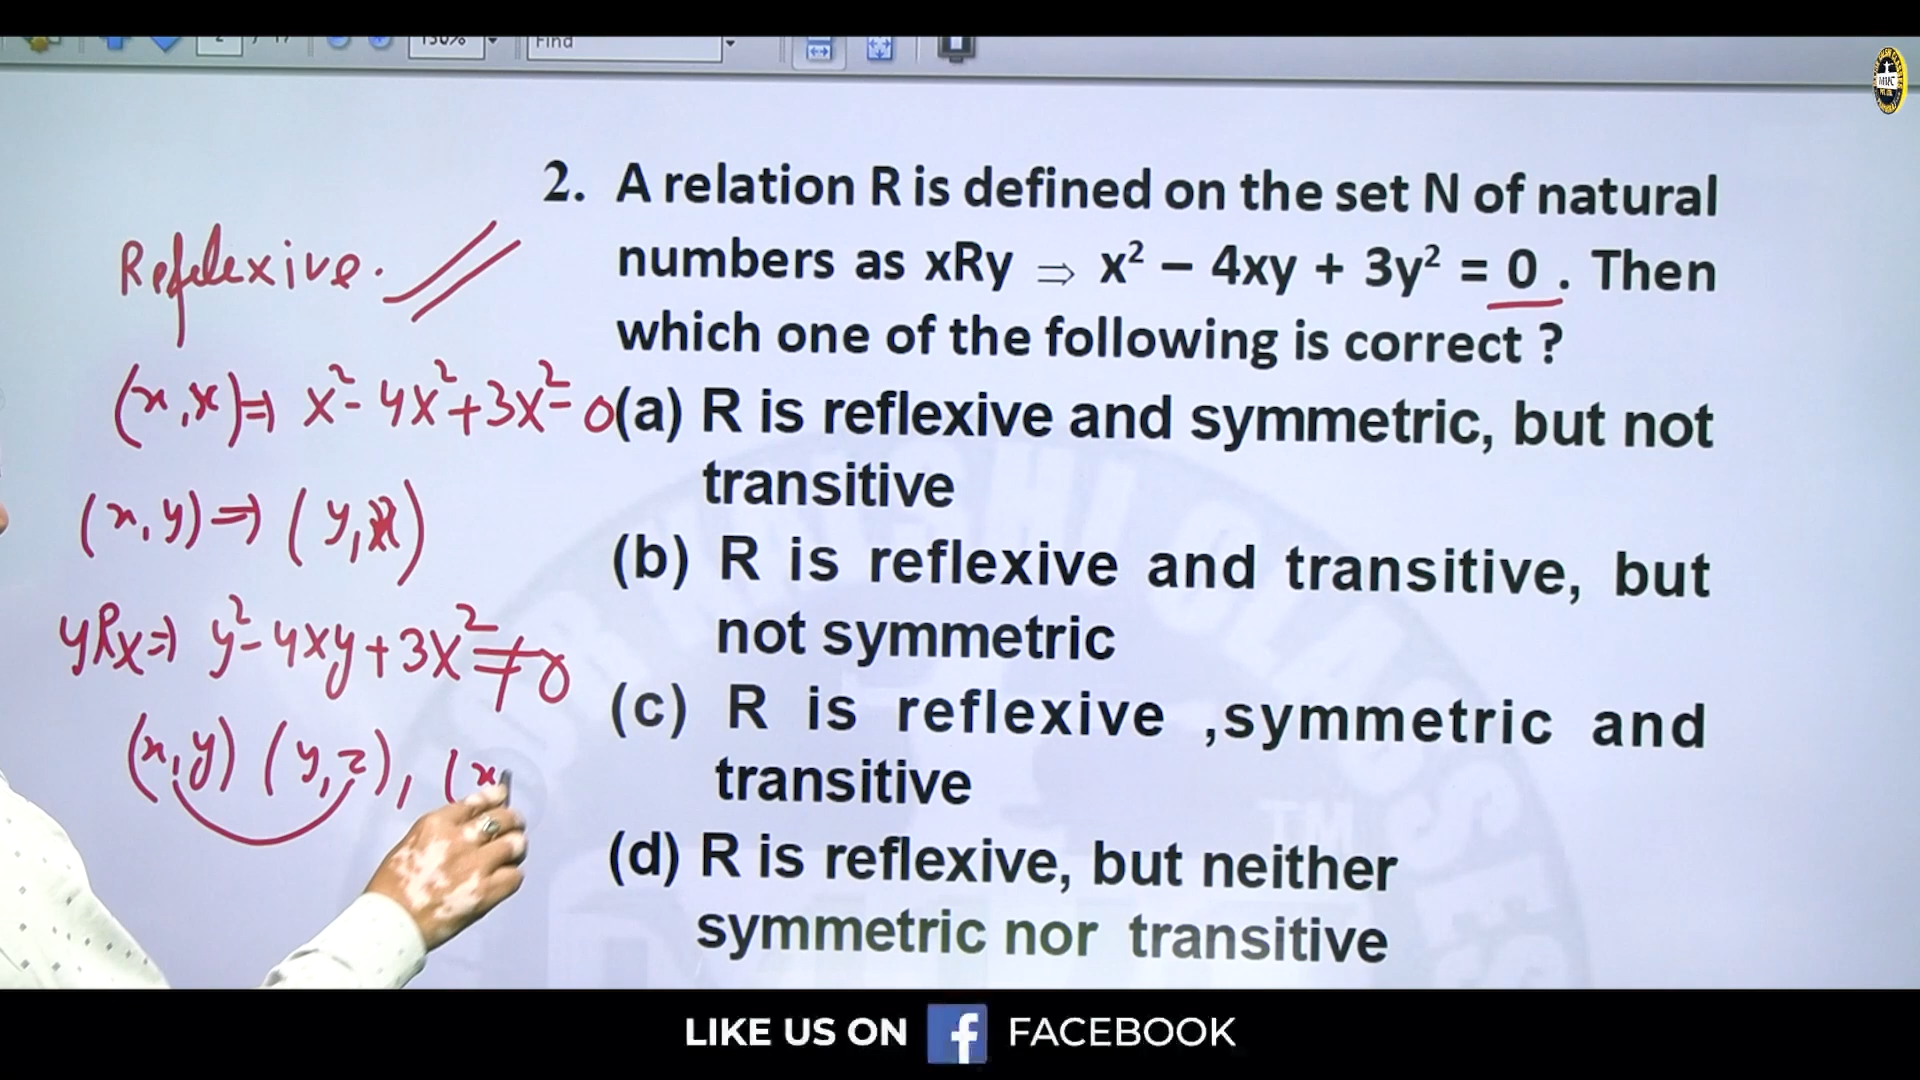 Find
2. A relation R is defined on the set N of natural
numbers as xRy ⇒ x² – 4xy + 3y² = 0 . Then
which one of the following is correct ?
(a) R is reflexive and symmetric, but not
transitive
(b) R is reflexive and transitive, but
not symmetric
(c) R is reflexive ,symmetric and
transitive
(d) R is reflexive, but neither
symmetric nor transitive
Reflexive.
(x,x)⇒ x²-4x²+3x²=0
(x,y)⇒(y,x)
yRx⇒ y²-4xy+3x²≠0
(x,y) (y,z), (x
LIKE US ON f FACEBOOK